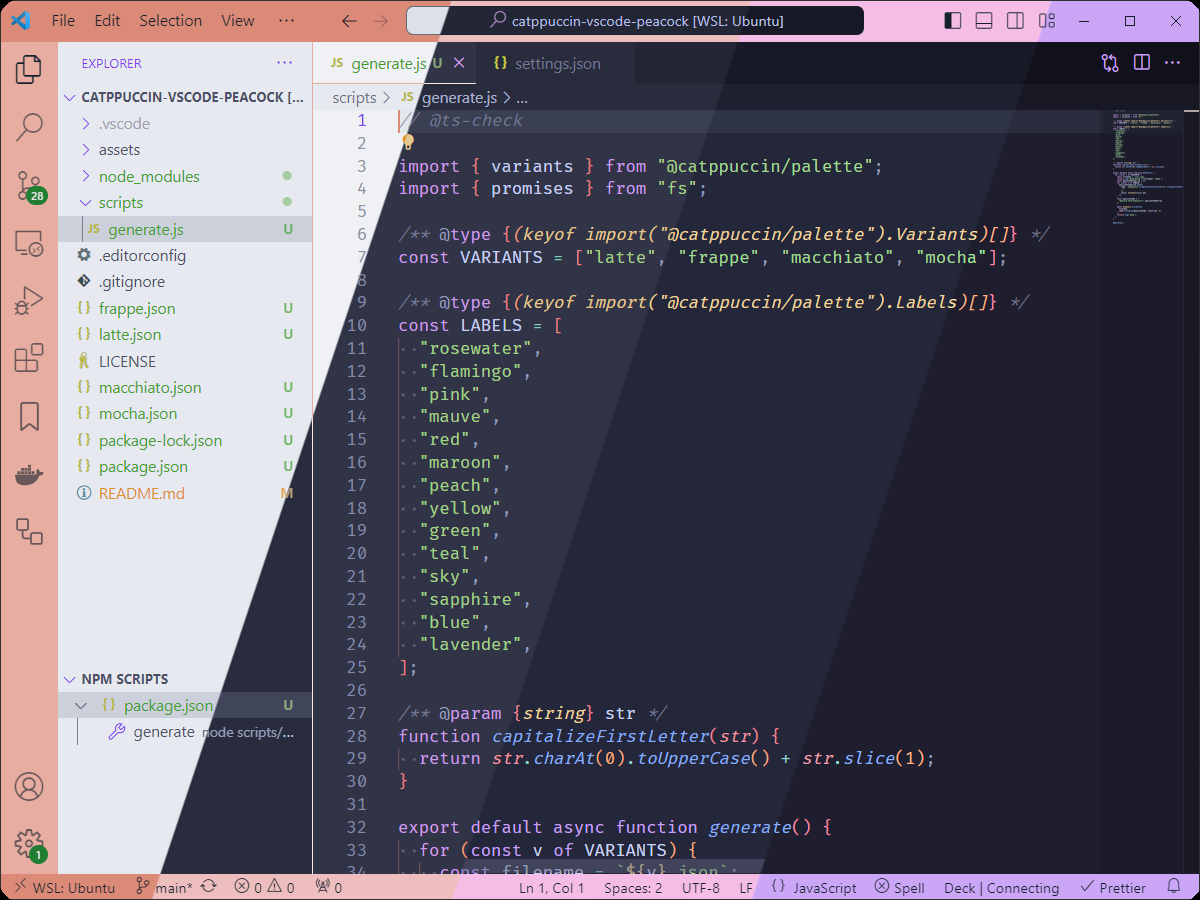 File Edit Selection View ···
catppuccin-vscode-peacock [WSL: Ubuntu]
EXPLORER ···
CATPPUCCIN-VSCODE-PEACOCK [...
.vscode
assets
node_modules
scripts
JS generate.js U
.editorconfig
.gitignore
{} frappe.json U
{} latte.json U
LICENSE
{} macchiato.json U
{} mocha.json U
{} package-lock.json U
{} package.json U
README.md M
NPM SCRIPTS
{} package.json U
generate node scripts/...
28
1
JS generate.js U
{} settings.json
scripts > JS generate.js > ...
1 // @ts-check
2
3 import { variants } from "@catppuccin/palette";
4 import { promises } from "fs";
5
6 /** @type {(keyof import("@catppuccin/palette").Variants)[]} */
7 const VARIANTS = ["latte", "frappe", "macchiato", "mocha"];
8
9 /** @type {(keyof import("@catppuccin/palette").Labels)[]} */
10 const LABELS = [
11 "rosewater",
12 "flamingo",
13 "pink",
14 "mauve",
15 "red",
16 "maroon",
17 "peach",
18 "yellow",
19 "green",
20 "teal",
21 "sky",
22 "sapphire",
23 "blue",
24 "lavender",
25 ];
26
27 /** @param {string} str */
28 function capitalizeFirstLetter(str) {
29 return str.charAt(0).toUpperCase() + str.slice(1);
30 }
31
32 export default async function generate() {
33 for (const v of VARIANTS) {
34 const filename = `${v}.json`;
WSL: Ubuntu main* 0 0 0 Ln 1, Col 1 Spaces: 2 UTF-8 LF {} JavaScript Spell Deck | Connecting Prettier